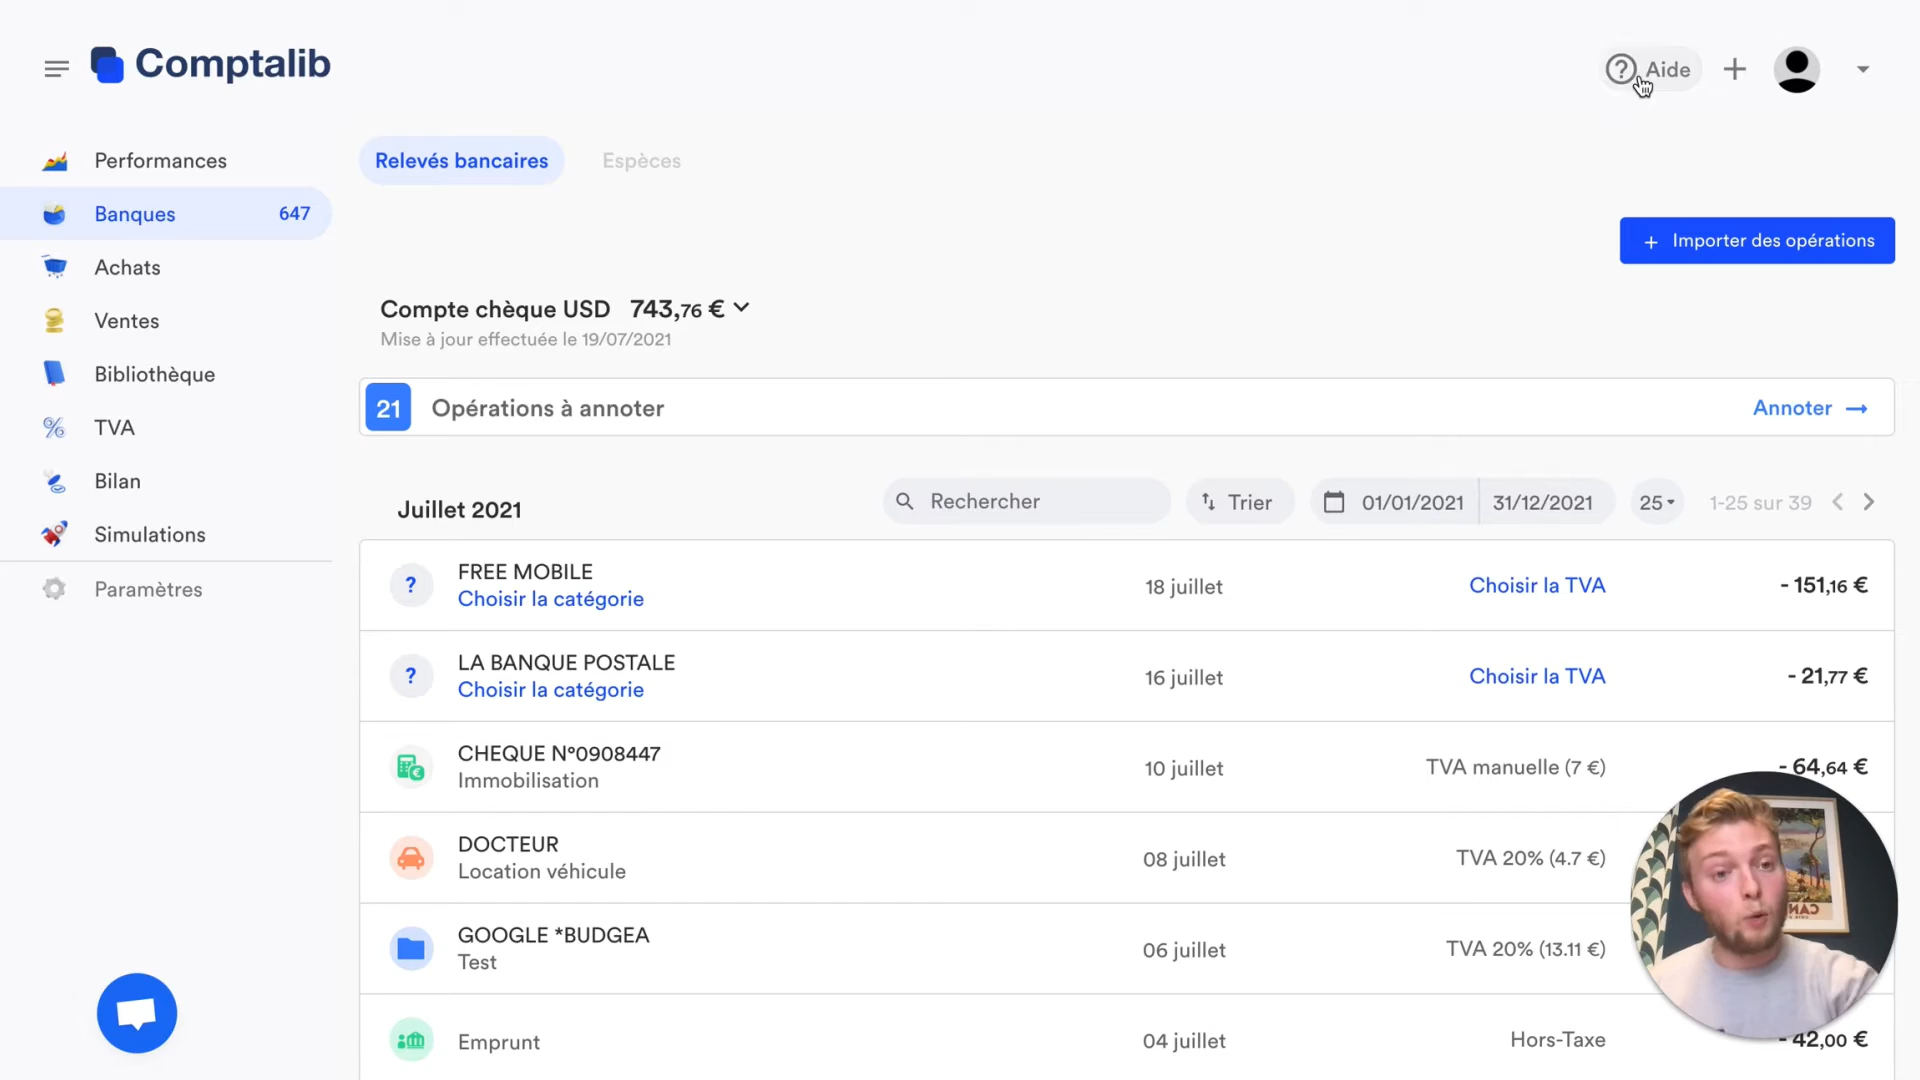 Comptalib
Aide
Performances
Banques 647
Achats
Ventes
Bibliothèque
TVA
Bilan
Simulations
Paramètres
Relevés bancaires Espèces
+ Importer des opérations
Compte chèque USD 743,76 €
Mise à jour effectuée le 19/07/2021
21 Opérations à annoter Annoter →
Juillet 2021 Rechercher Trier 01/01/2021 31/12/2021 25 1-25 sur 39
? FREE MOBILE
Choisir la catégorie 18 juillet Choisir la TVA - 151,16 €
? LA BANQUE POSTALE
Choisir la catégorie 16 juillet Choisir la TVA - 21,77 €
CHEQUE N°0908447
Immobilisation 10 juillet TVA manuelle (7 €) - 64,64 €
DOCTEUR
Location véhicule 08 juillet TVA 20% (4.7 €)
GOOGLE *BUDGEA
Test 06 juillet TVA 20% (13.11 €)
Emprunt 04 juillet Hors-Taxe - 42,00 €